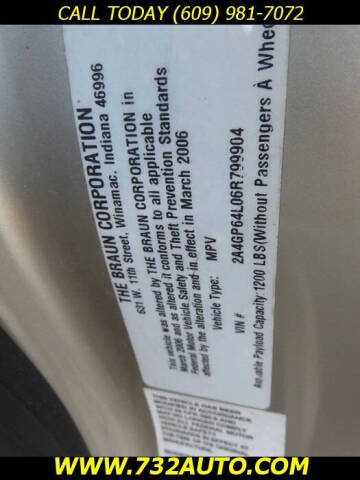 CALL TODAY (609) 981-7072
THE BRAUN CORPORATION
631 W. 11th Street, Winamac, Indiana 46996
This vehicle was altered by THE BRAUN CORPORATION in
March 2006 and as altered it conforms to all applicable
Federal Motor Vehicle Safety and Theft Prevention Standards
affected by the alteration and in effect in March 2006
Vehicle Type: MPV
VIN # 2A4GP64L06R799904
Available Payload Capacity:1200 LBS(Without Passengers & Whee
WWW.732AUTO.COM